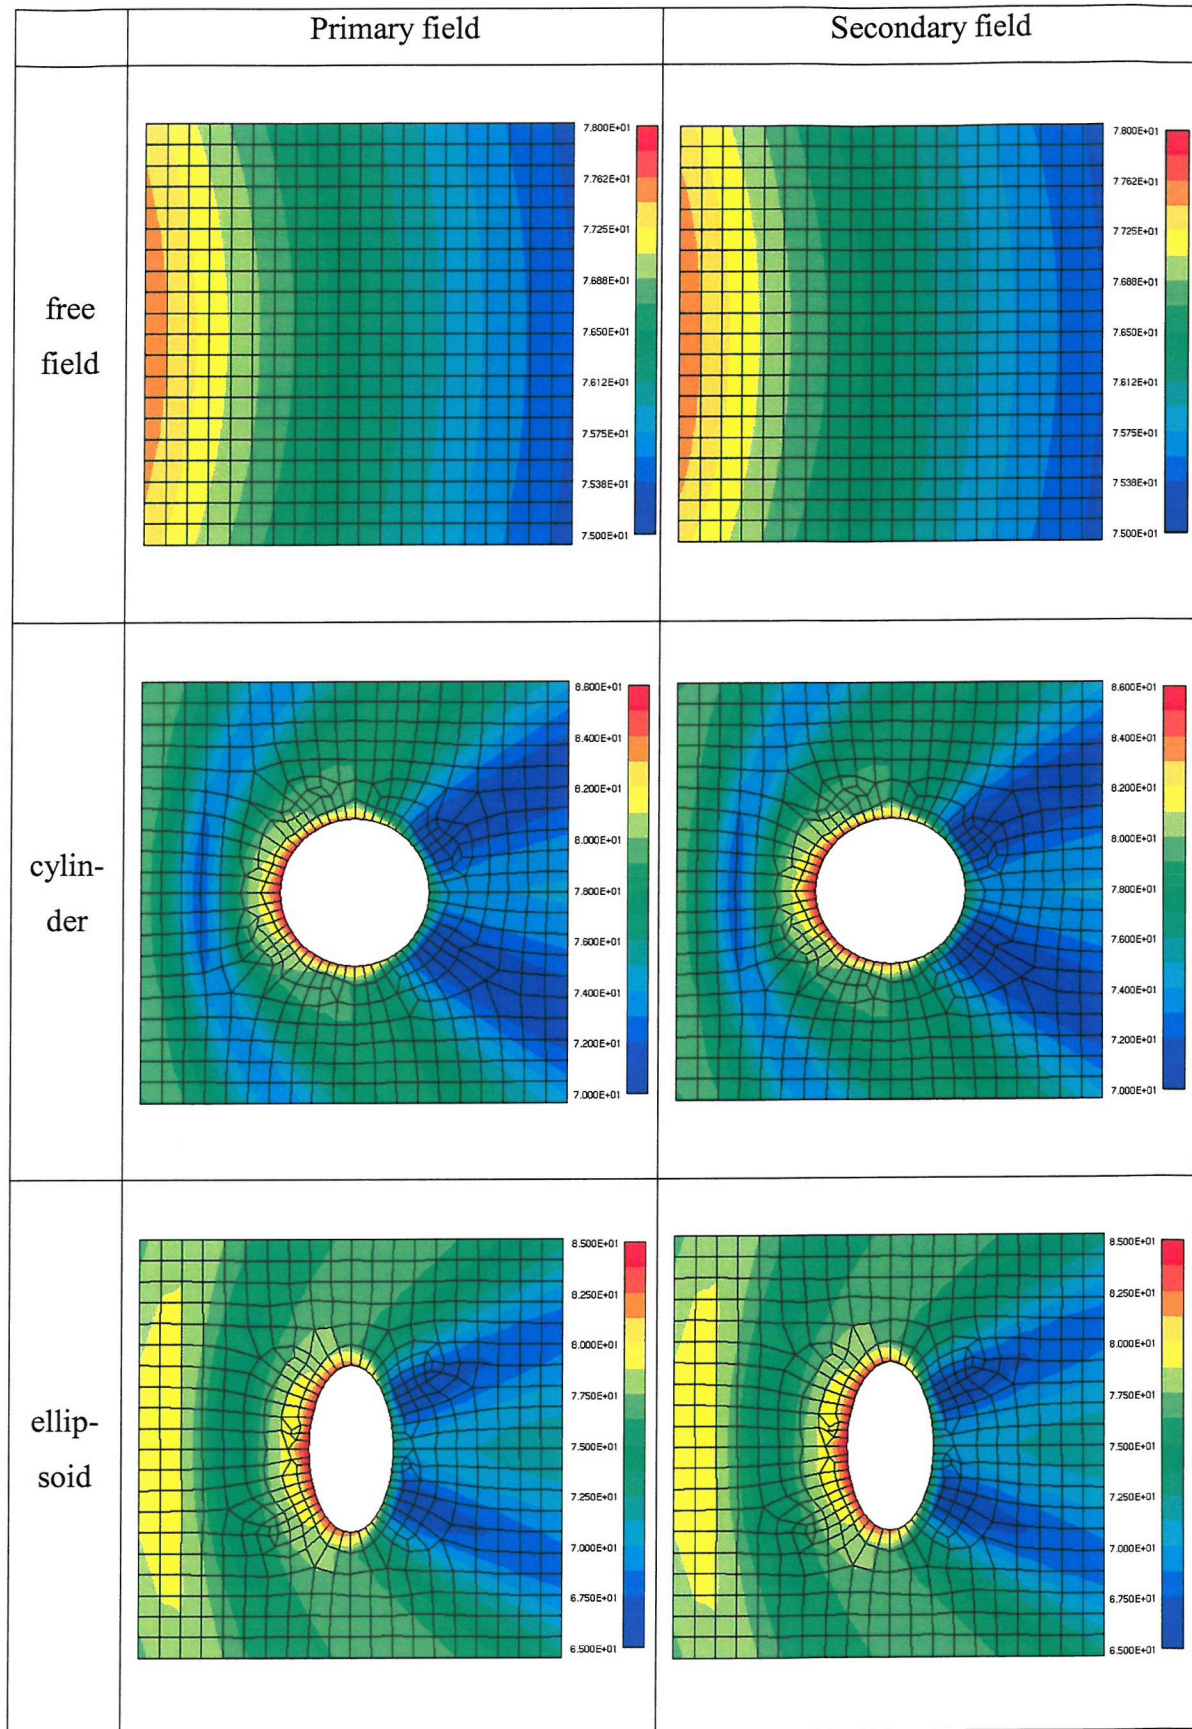 Primary field
Secondary field
free
field
7.800E+01
7.762E+01
7.725E+01
7.688E+01
7.650E+01
7.612E+01
7.575E+01
7.538E+01
7.500E+01
7.800E+01
7.762E+01
7.725E+01
7.688E+01
7.650E+01
7.612E+01
7.575E+01
7.538E+01
7.500E+01
cylin-
der
8.600E+01
8.400E+01
8.200E+01
8.000E+01
7.800E+01
7.600E+01
7.400E+01
7.200E+01
7.000E+01
8.600E+01
8.400E+01
8.200E+01
8.000E+01
7.800E+01
7.600E+01
7.400E+01
7.200E+01
7.000E+01
ellip-
soid
8.500E+01
8.250E+01
8.000E+01
7.750E+01
7.500E+01
7.250E+01
7.000E+01
6.750E+01
6.500E+01
8.500E+01
8.250E+01
8.000E+01
7.750E+01
7.500E+01
7.250E+01
7.000E+01
6.750E+01
6.500E+01